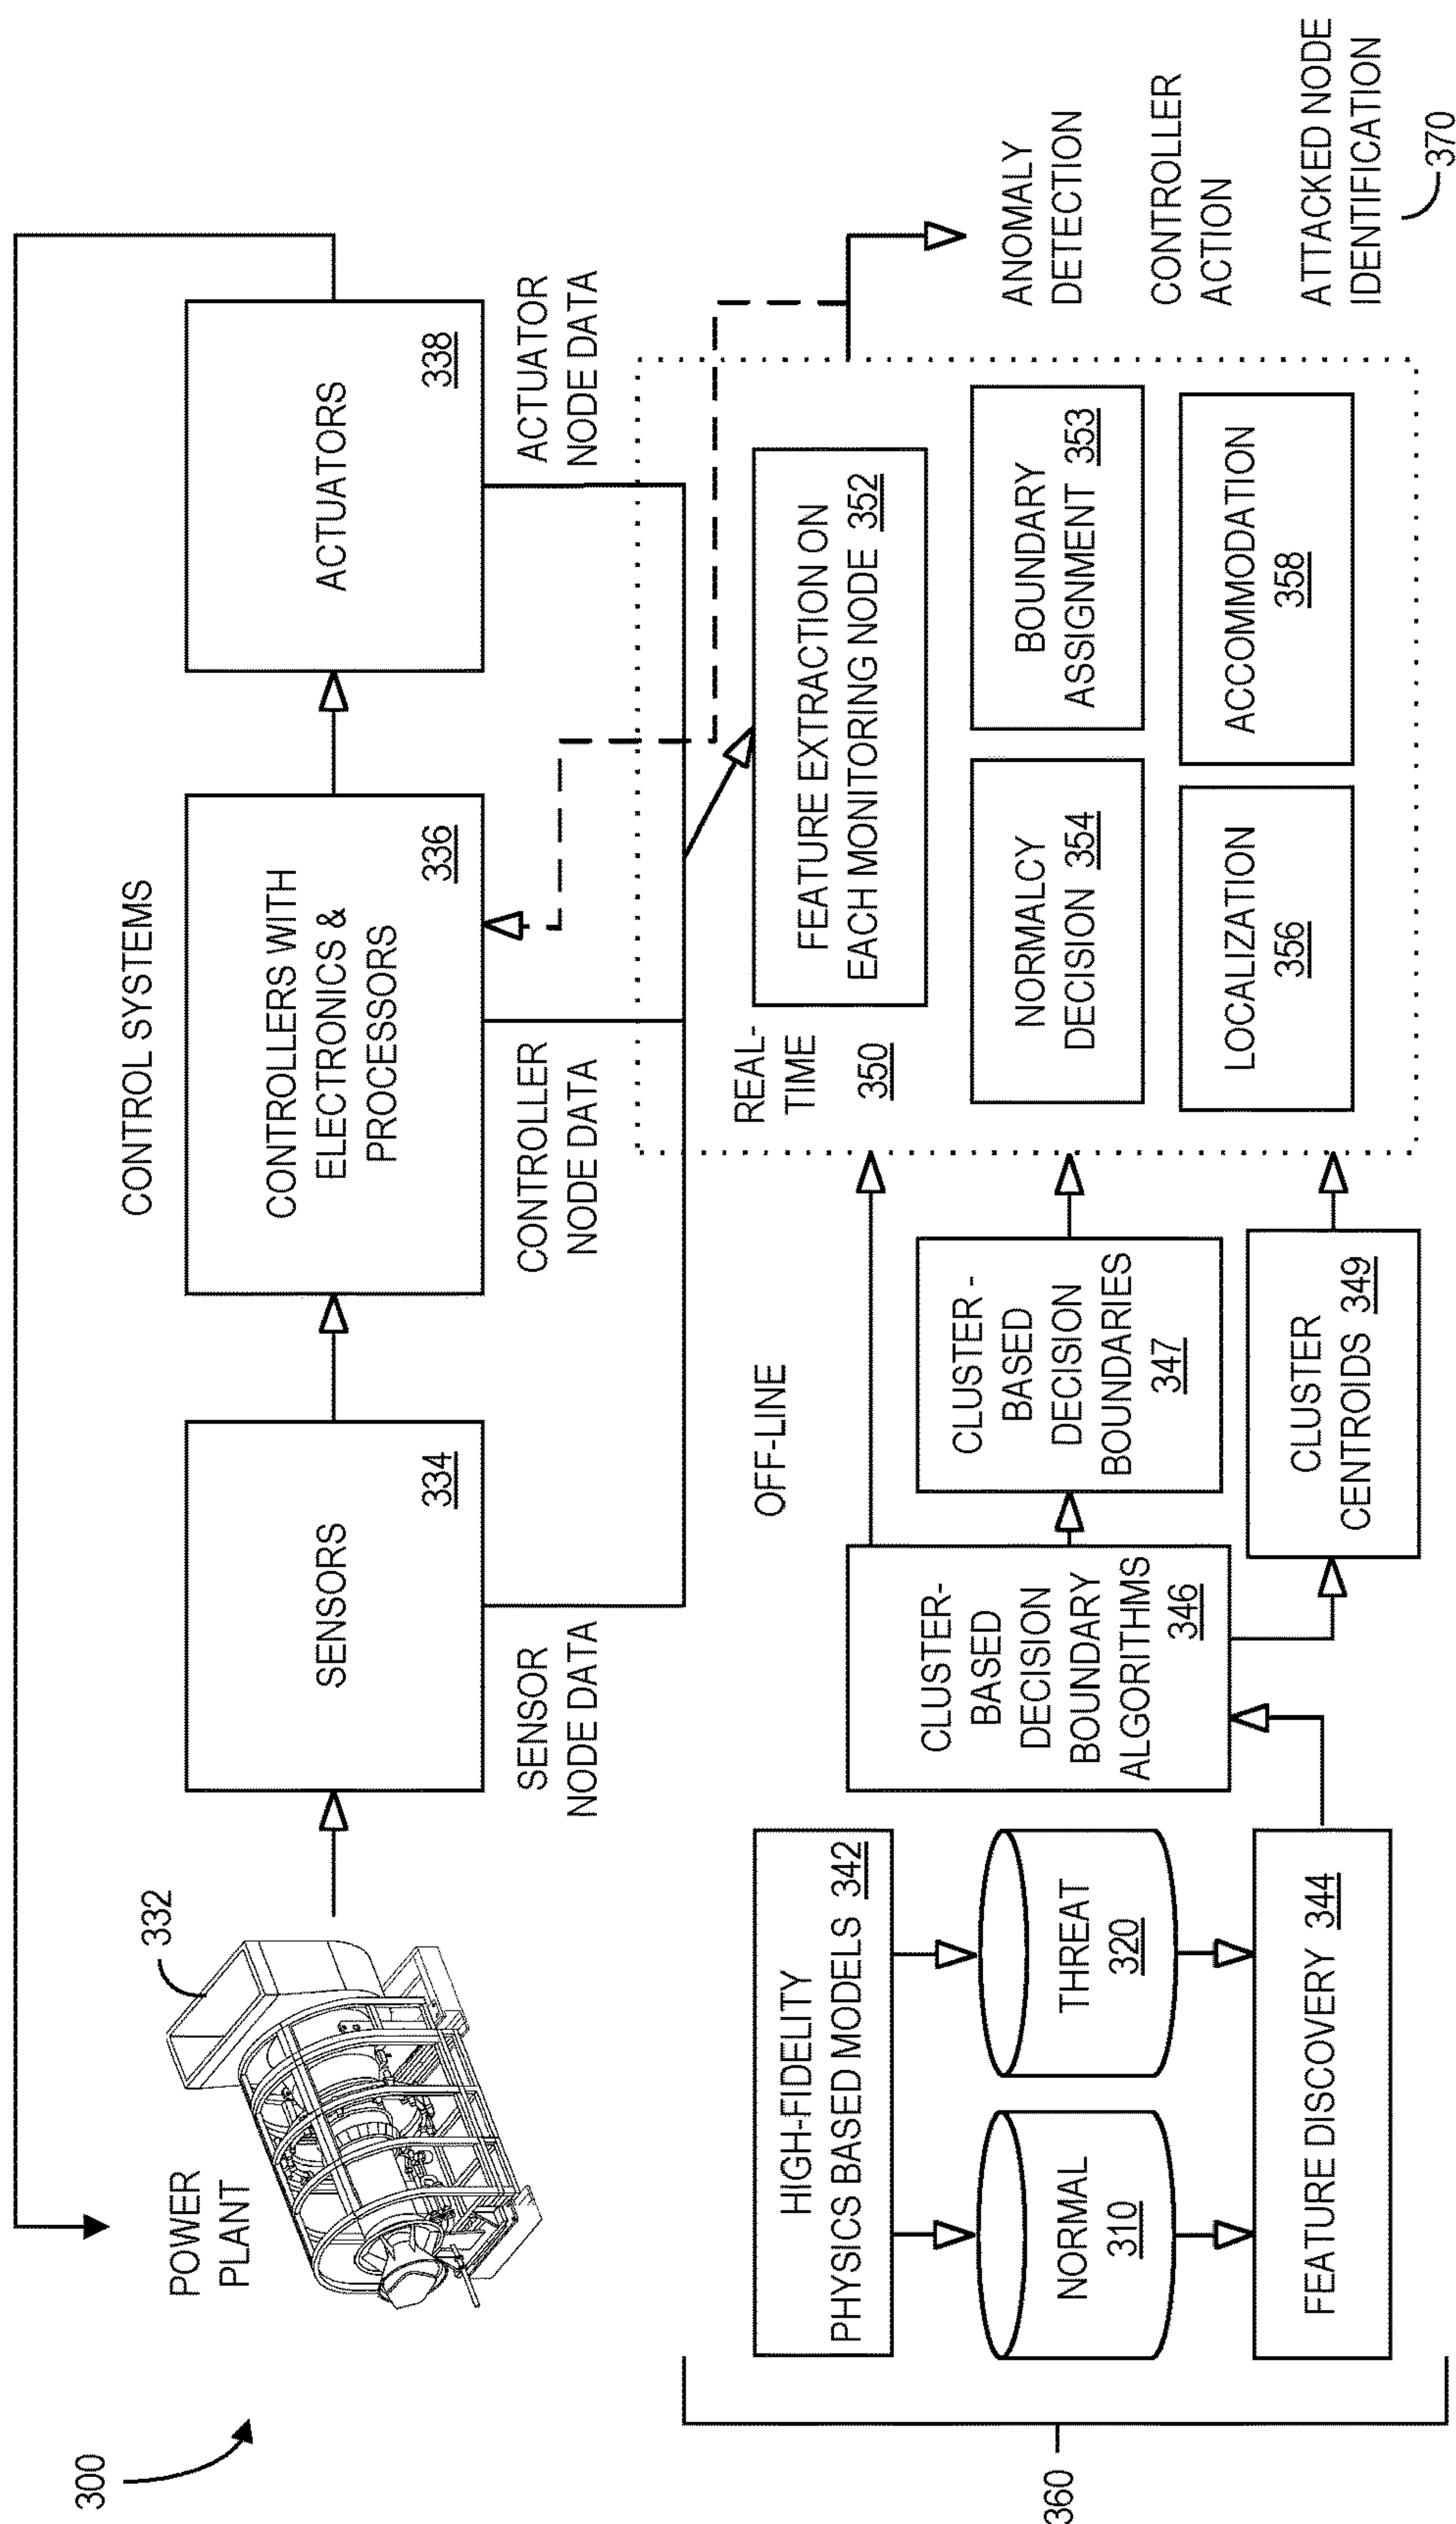 300
POWER
PLANT
332
CONTROL SYSTEMS
SENSORS
334
CONTROLLERS WITH
ELECTRONICS &
PROCESSORS
336
ACTUATORS
338
SENSOR
NODE DATA
CONTROLLER
NODE DATA
ACTUATOR
NODE DATA
360
HIGH-FIDELITY
PHYSICS BASED MODELS 342
NORMAL
310
THREAT
320
FEATURE DISCOVERY 344
OFF-LINE
CLUSTER-
BASED
DECISION
BOUNDARY
ALGORITHMS
346
CLUSTER-
BASED
DECISION
BOUNDARIES
347
CLUSTER
CENTROIDS 349
REAL-
TIME
350
FEATURE EXTRACTION ON
EACH MONITORING NODE 352
NORMALCY
DECISION 354
BOUNDARY
ASSIGNMENT 353
LOCALIZATION
356
ACCOMMODATION
358
ANOMALY
DETECTION
CONTROLLER
ACTION
ATTACKED NODE
IDENTIFICATION
370